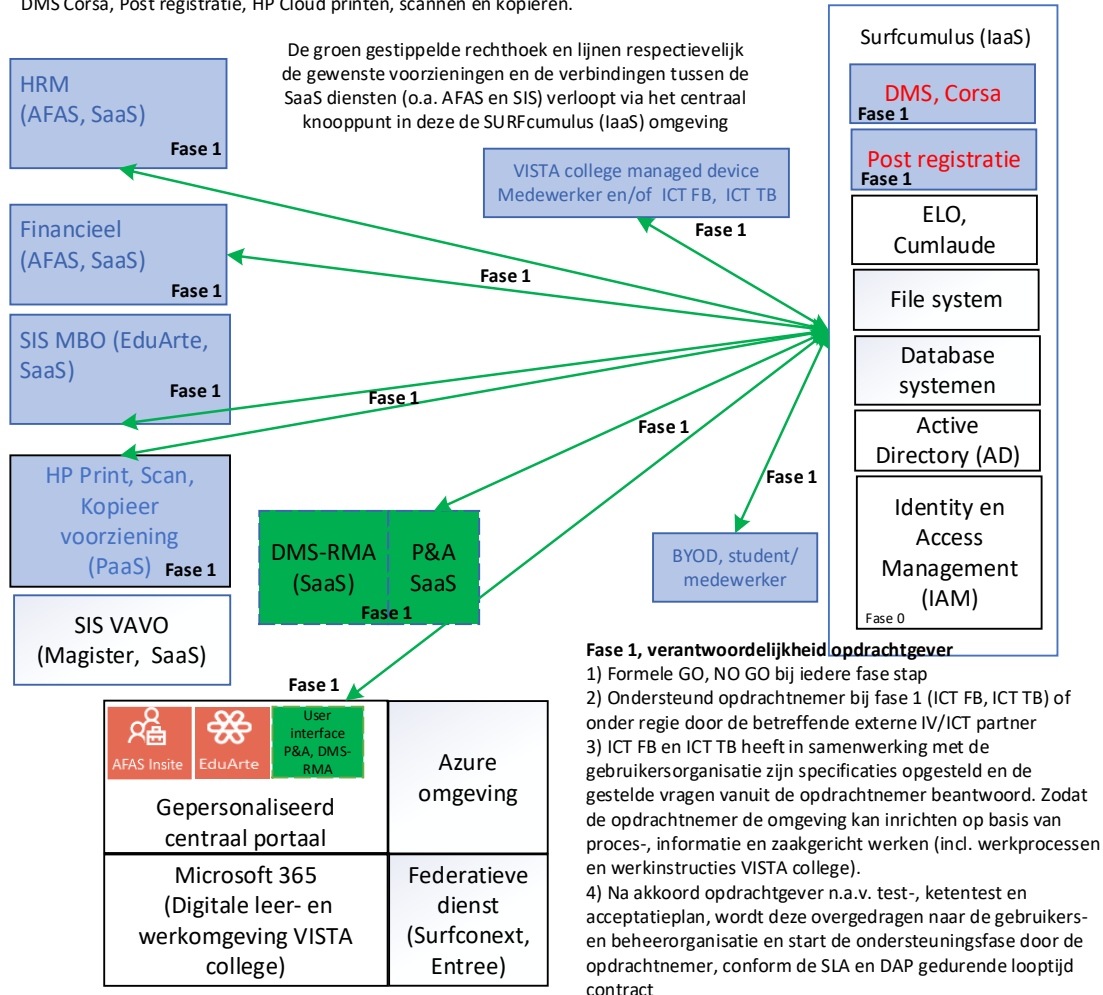 DMS Corsa, Post registratie, HP Cloud printen, scannen en kopieren.
De groen gestippelde rechthoek en lijnen respectievelijk
de gewenste voorzieningen en de verbindingen tussen de
SaaS diensten (o.a. AFAS en SIS) verloopt via het centraal
knooppunt in deze de SURFcumulus (IaaS) omgeving
HRM
(AFAS, SaaS)
Fase 1
Financieel
(AFAS, SaaS)
Fase 1
SIS MBO (EduArte,
SaaS)
Fase 1
HP Print, Scan,
Kopieer
voorziening
(PaaS)
Fase 1
SIS VAVO
(Magister, SaaS)
VISTA college managed device
Medewerker en/of ICT FB, ICT TB
Fase 1
Fase 1
Fase 1
Fase 1
Fase 1
DMS-RMA
(SaaS)
P&A
SaaS
Fase 1
BYOD, student/
medewerker
Surfcumulus (IaaS)
DMS, Corsa
Fase 1
Post registratie
Fase 1
ELO,
Cumlaude
File system
Database
systemen
Active
Directory (AD)
Identity en
Access
Management
(IAM)
Fase 0
Fase 1
AFAS Insite
EduArte
User
interface
P&A, DMS-
RMA
Gepersonaliseerd
centraal portaal
Azure
omgeving
Microsoft 365
(Digitale leer- en
werkomgeving VISTA
college)
Federatieve
dienst
(Surfconext,
Entree)
Fase 1, verantwoordelijkheid opdrachtgever
1) Formele GO, NO GO bij iedere fase stap
2) Ondersteund opdrachtnemer bij fase 1 (ICT FB, ICT TB) of
onder regie door de betreffende externe IV/ICT partner
3) ICT FB en ICT TB heeft in samenwerking met de
gebruikersorganisatie zijn specificaties opgesteld en de
gestelde vragen vanuit de opdrachtnemer beantwoord. Zodat
de opdrachtnemer de omgeving kan inrichten op basis van
proces-, informatie en zaakgericht werken (incl. werkprocessen
en werkinstructies VISTA college).
4) Na akkoord opdrachtgever n.a.v. test-, ketentest en
acceptatieplan, wordt deze overgedragen naar de gebruikers-
en beheerorganisatie en start de ondersteuningsfase door de
opdrachtnemer, conform de SLA en DAP gedurende looptijd
contract